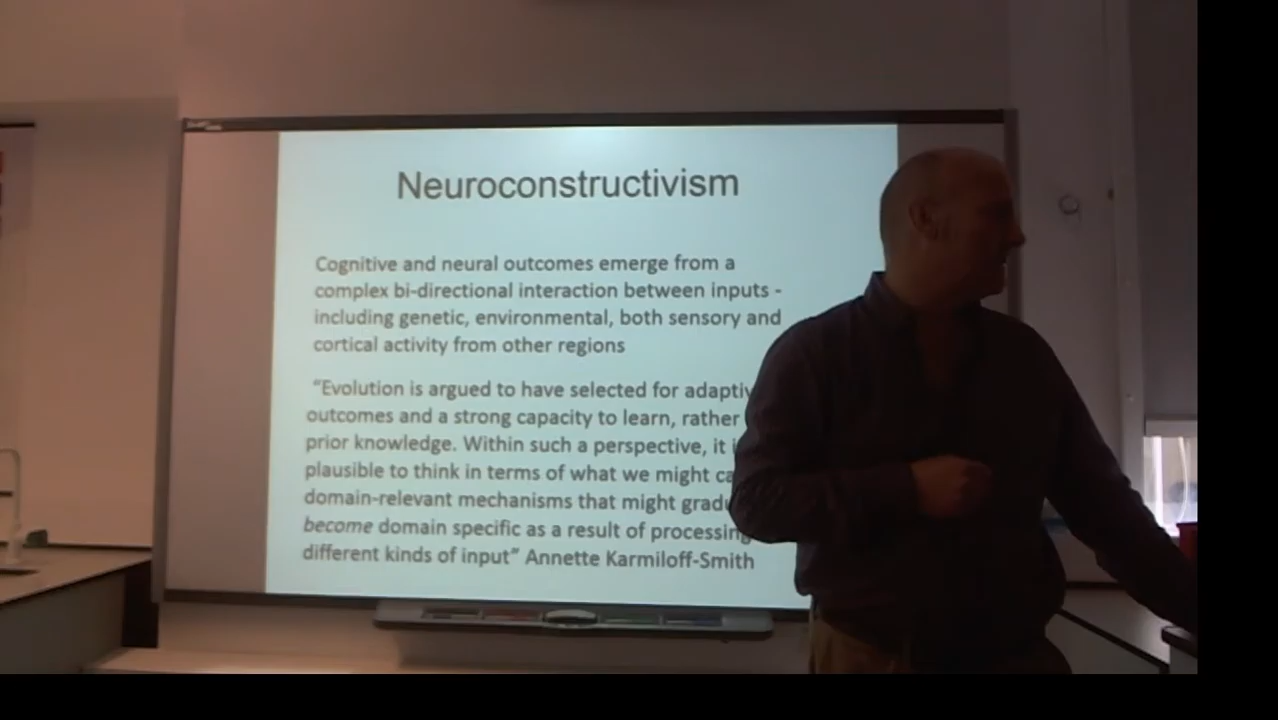 Neuroconstructivism
Cognitive and neural outcomes emerge from a
complex bi-directional interaction between inputs -
including genetic, environmental, both sensory and
cortical activity from other regions
“Evolution is argued to have selected for
outcomes and a strong capacity to learn, rather
prior knowledge. Within such a perspective, it
plausible to think in terms of what we might
domain-relevant mechanisms that might
become domain specific as a result of processing
different kinds of input” Annette Karmiloff-Smith